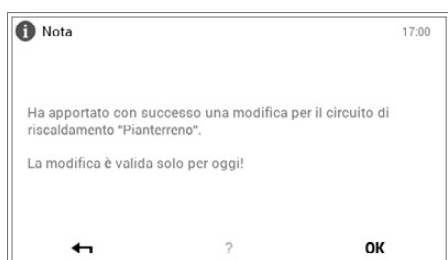 i Nota 17:00
Ha apportato con successo una modifica per il circuito di
riscaldamento "Pianterreno".
La modifica è valida solo per oggi!
? OK